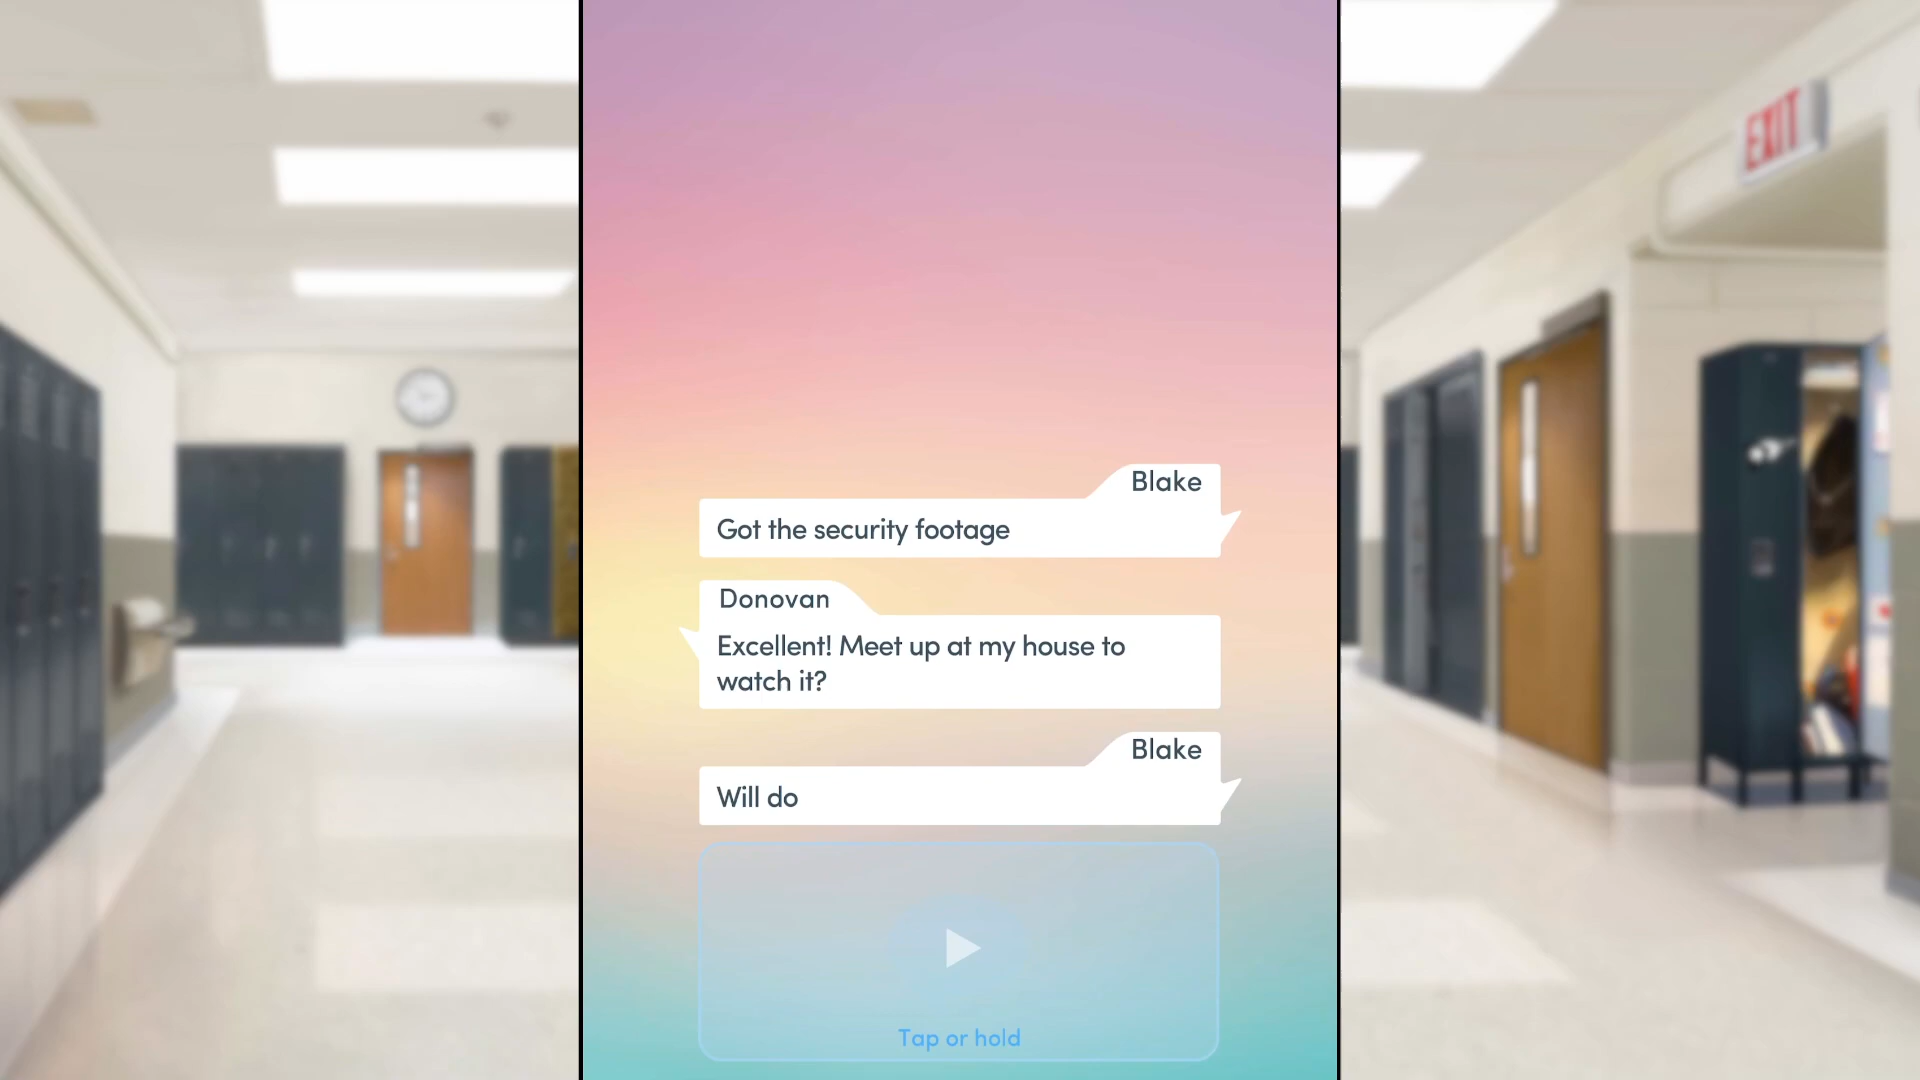 EXIT
Blake
Got the security footage
Donovan
Excellent! Meet up at my house to
watch it?
Blake
Will do
Tap or hold